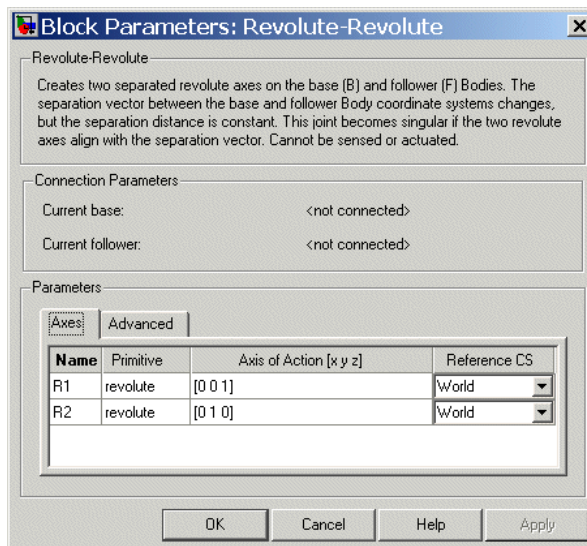 Block Parameters: Revolute-Revolute
Revolute-Revolute
Creates two separated revolute axes on the base (B) and follower (F) Bodies. The
separation vector between the base and follower Body coordinate systems changes,
but the separation distance is constant. This joint becomes singular if the two revolute
axes align with the separation vector. Cannot be sensed or actuated.
Connection Parameters
Current base: <not connected>
Current follower: <not connected>
Parameters
Axes Advanced
Name Primitive Axis of Action [x y z] Reference CS
R1 revolute [0 0 1] World
R2 revolute [0 1 0] World
OK Cancel Help Apply